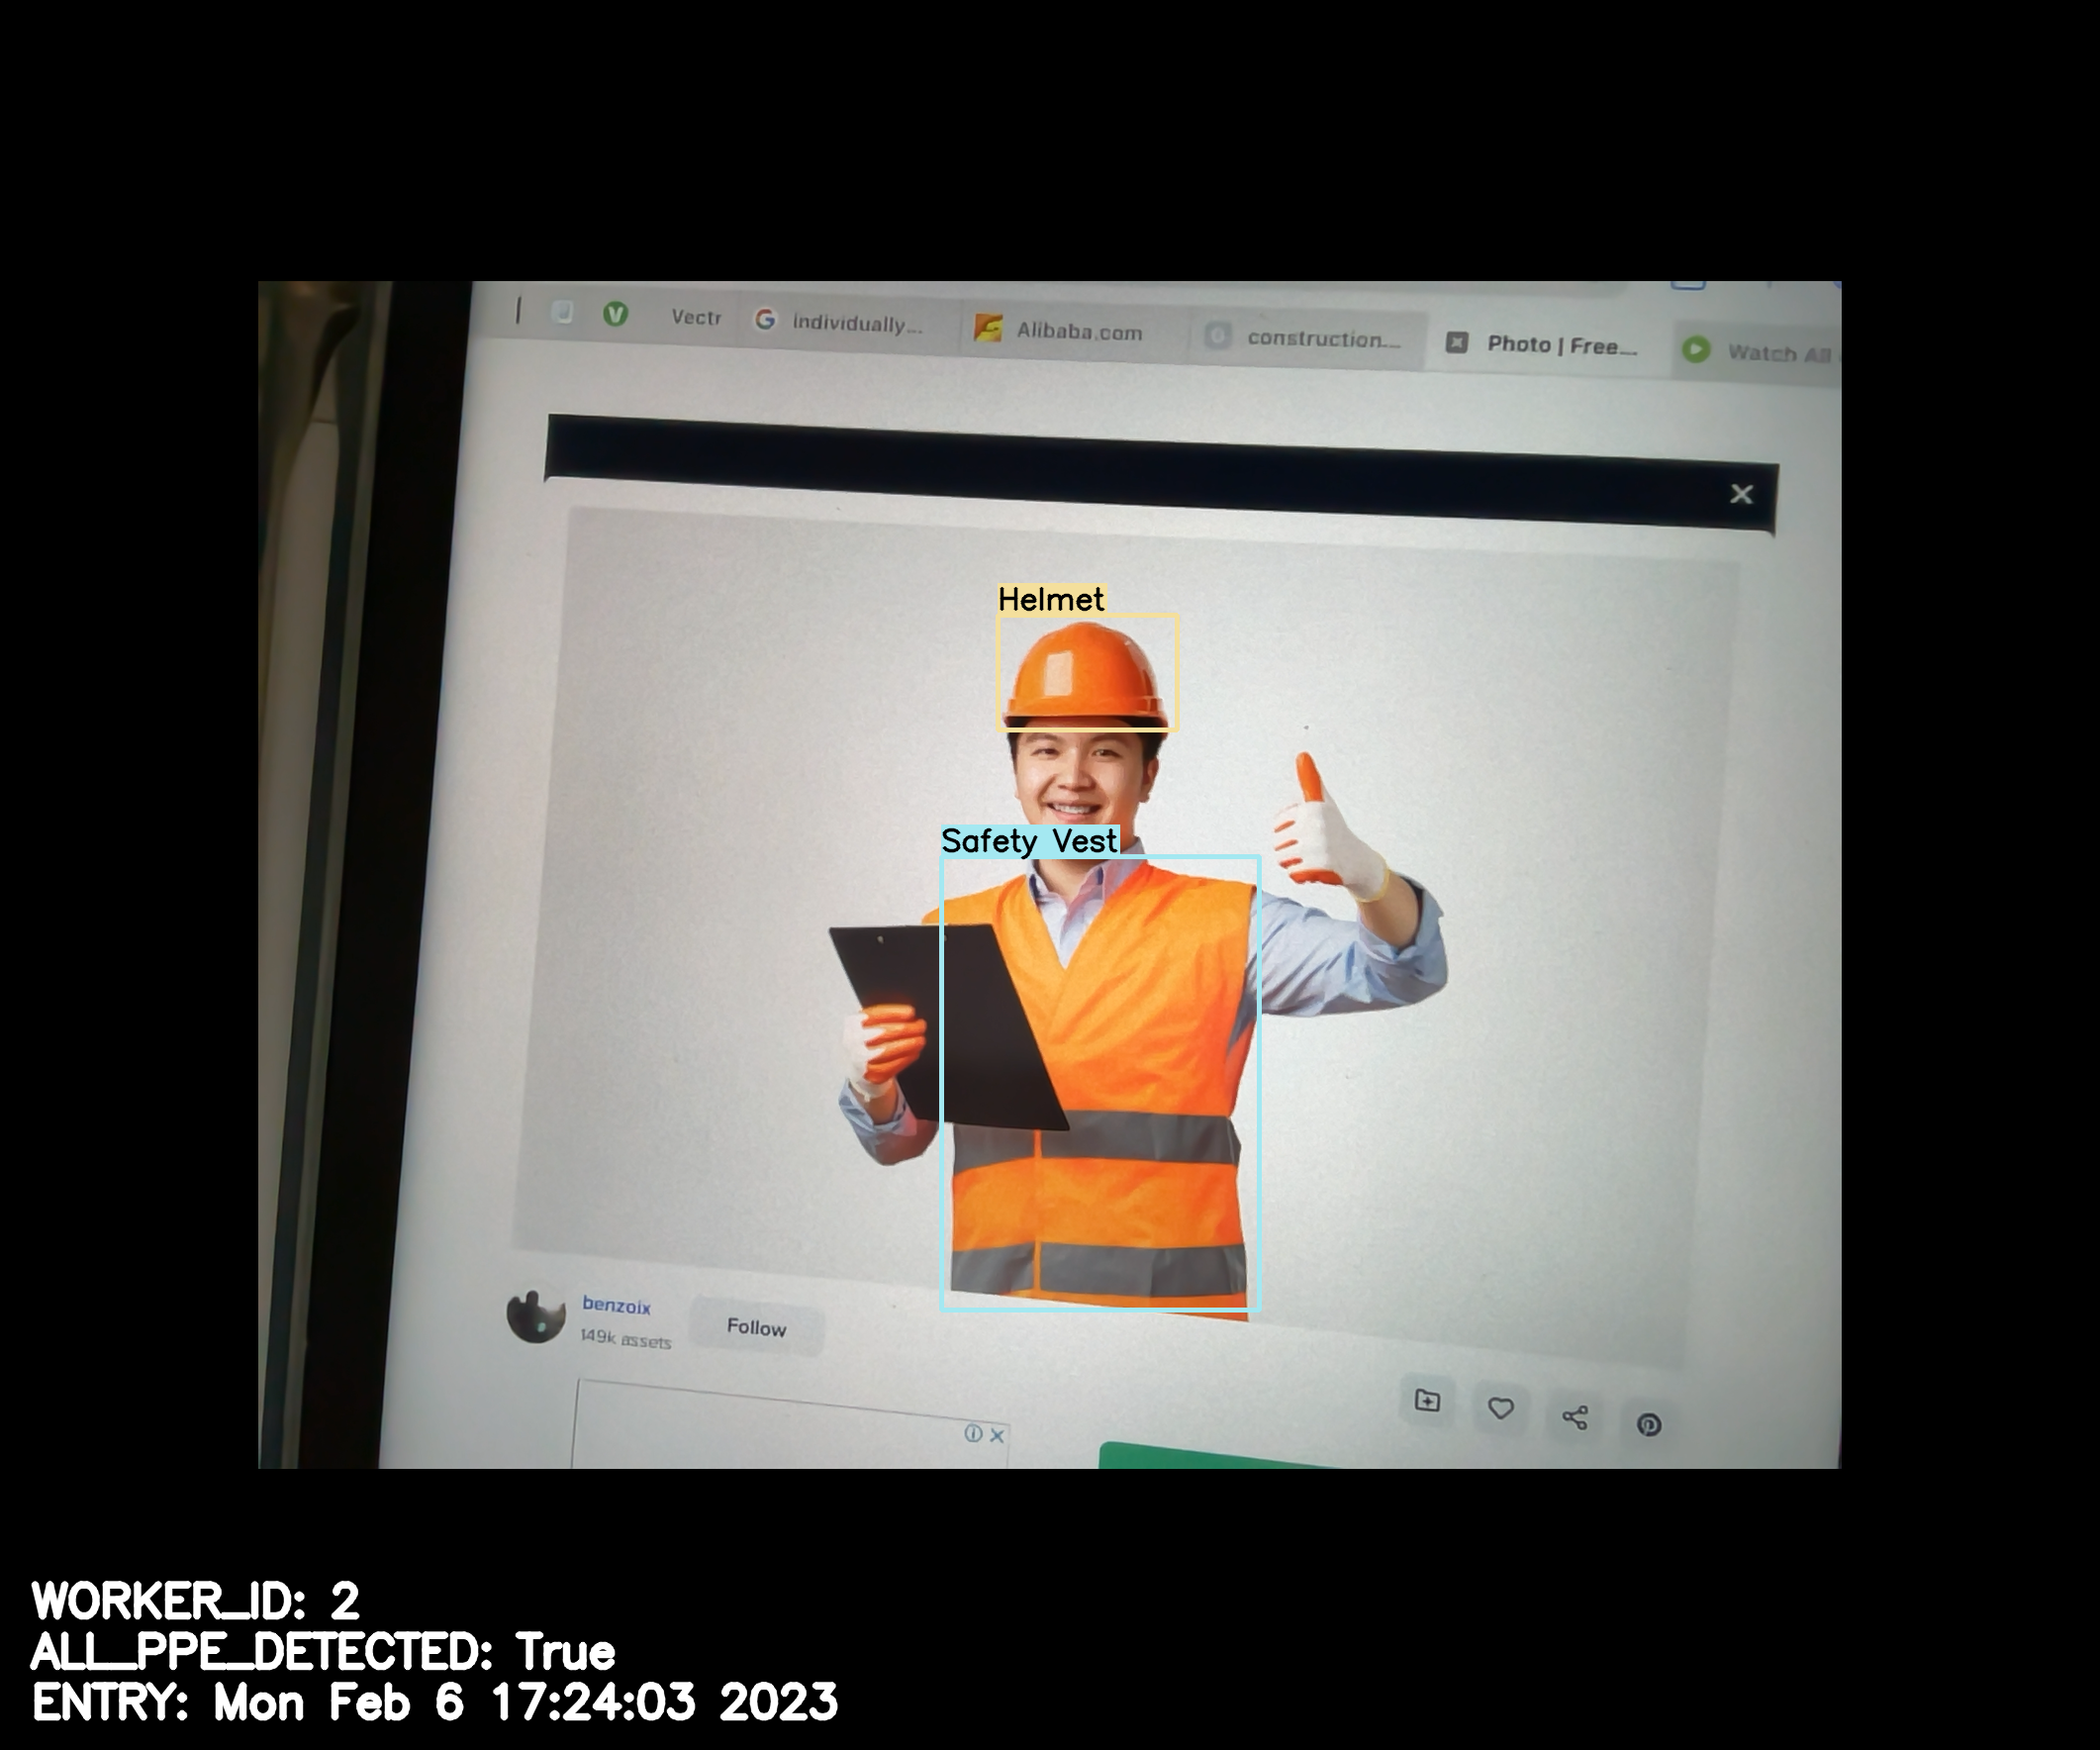 Vectr
individually...
Alibaba.com
construction...
Photo | Free...
Watch All
Helmet
Safety Vest
benzoix
149k assets
Follow
WORKER_ID: 2
ALL_PPE_DETECTED: True
ENTRY: Mon Feb 6 17:24:03 2023